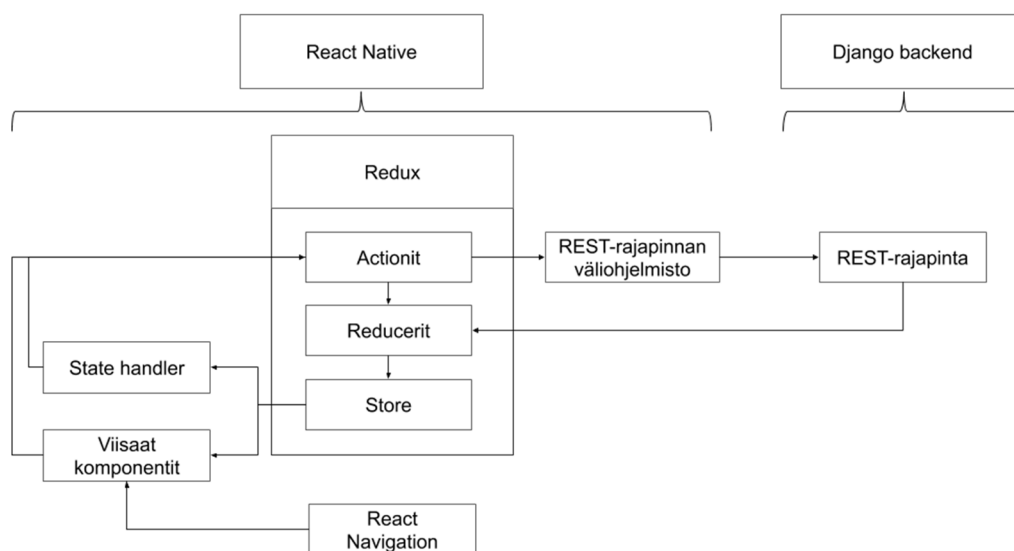 React Native
Django backend
Redux
Actionit
REST-rajapinnan
väliohjelmisto
REST-rajapinta
Reducerit
State handler
Store
Viisaat
komponentit
React
Navigation